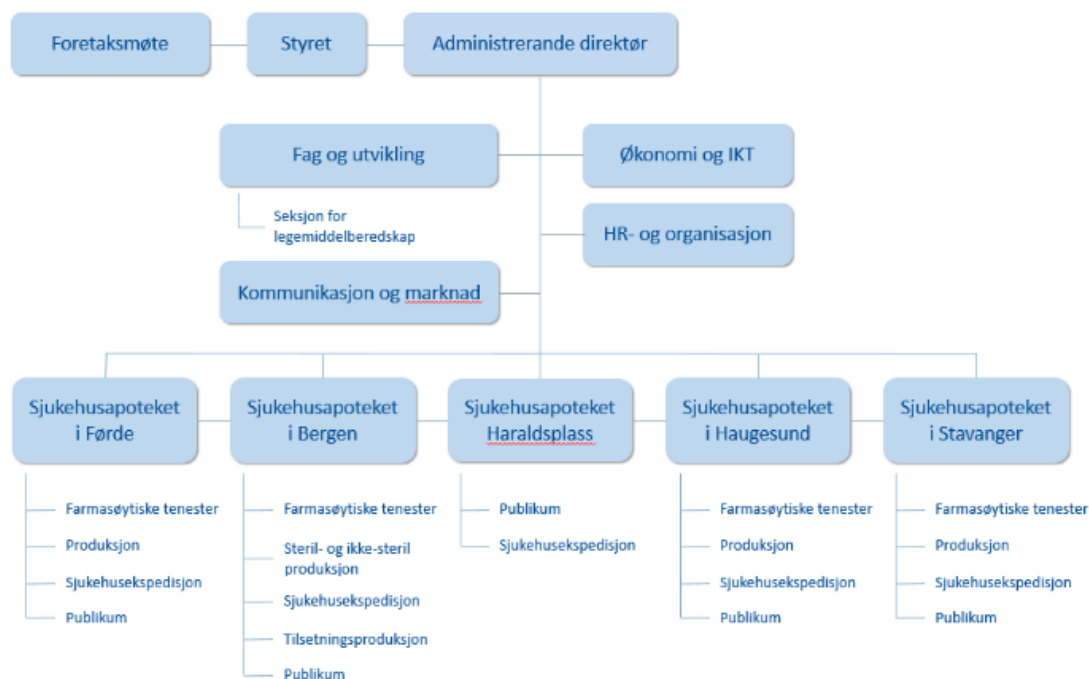 Foretaksmøte
Styret
Administrerande direktør
Fag og utvikling
Økonomi og IKT
Seksjon for
legemiddelberedskap
HR- og organisasjon
Kommunikasjon og marknad
Sjukehusapoteket
i Førde
Sjukehusapoteket
i Bergen
Sjukehusapoteket
Haraldsplass
Sjukehusapoteket
i Haugesund
Sjukehusapoteket
i Stavanger
Farmasøytiske tenester
Produksjon
Sjukehusekspedisjon
Publikum
Farmasøytiske tenester
Steril- og ikke-steril
produksjon
Sjukehusekspedisjon
Tilsetningsproduksjon
Publikum
Publikum
Sjukehusekspedisjon
Farmasøytiske tenester
Produksjon
Sjukehusekspedisjon
Publikum
Farmasøytiske tenester
Produksjon
Sjukehusekspedisjon
Publikum